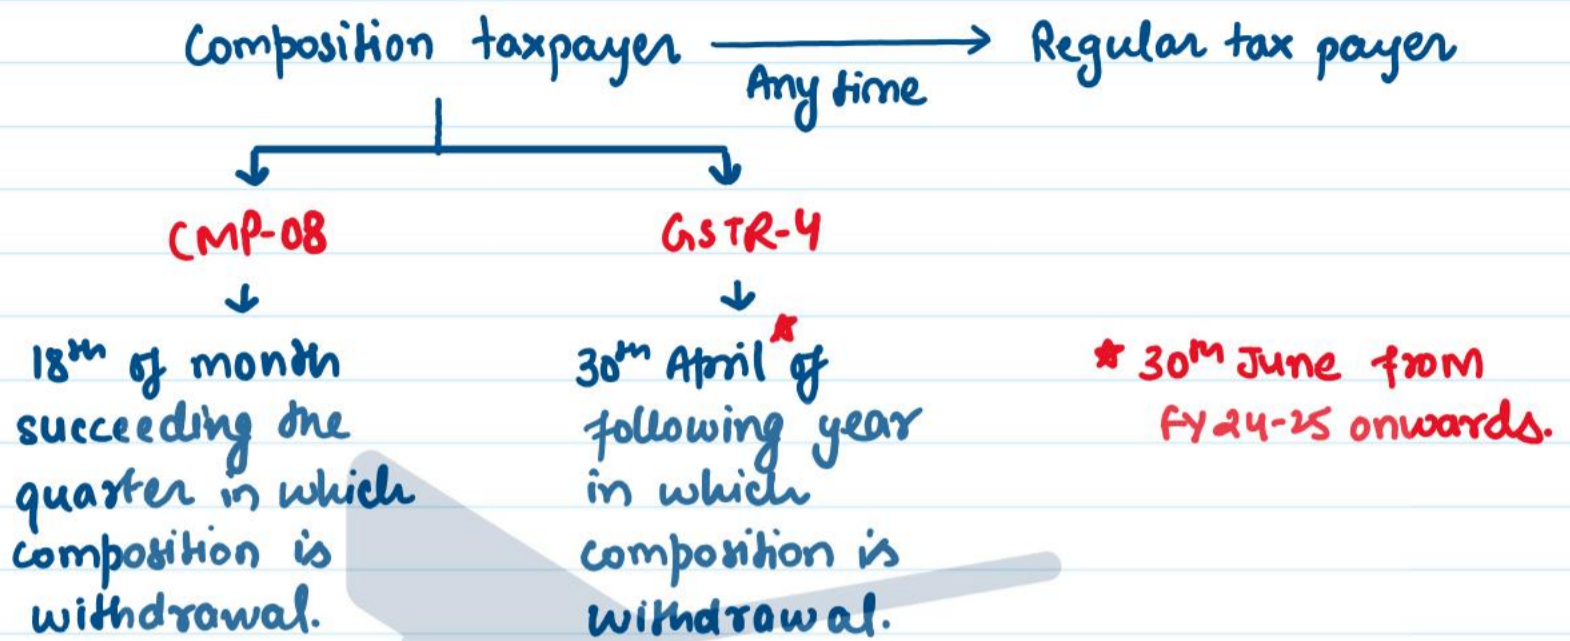 Composition taxpayer → Regular tax payer
Any time
CMP-08
GSTR-4
18th of month
succeeding the
quarter in which
composition is
withdrawal.
30th April* of
following year
in which
composition is
withdrawal.
* 30th June from
FY 24-25 onwards.